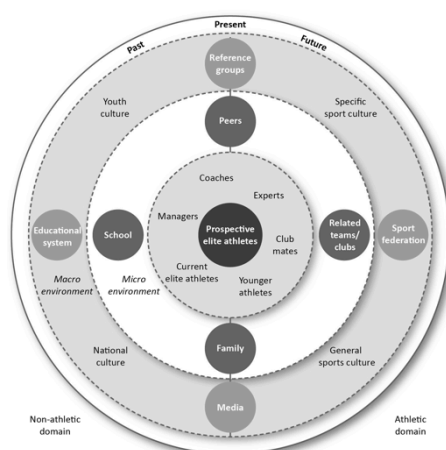 Present
Past
Future
Reference
groups
Youth
culture
Specific
sport culture
Peers
Coaches
Experts
Managers
Educational
system
School
Prospective
elite athletes
Club
mates
Related
teams/
clubs
Sport
federation
Macro
environment
Micro
environment
Current
elite athletes
Younger
athletes
Family
National
culture
General
sports culture
Media
Non-athletic
domain
Athletic
domain